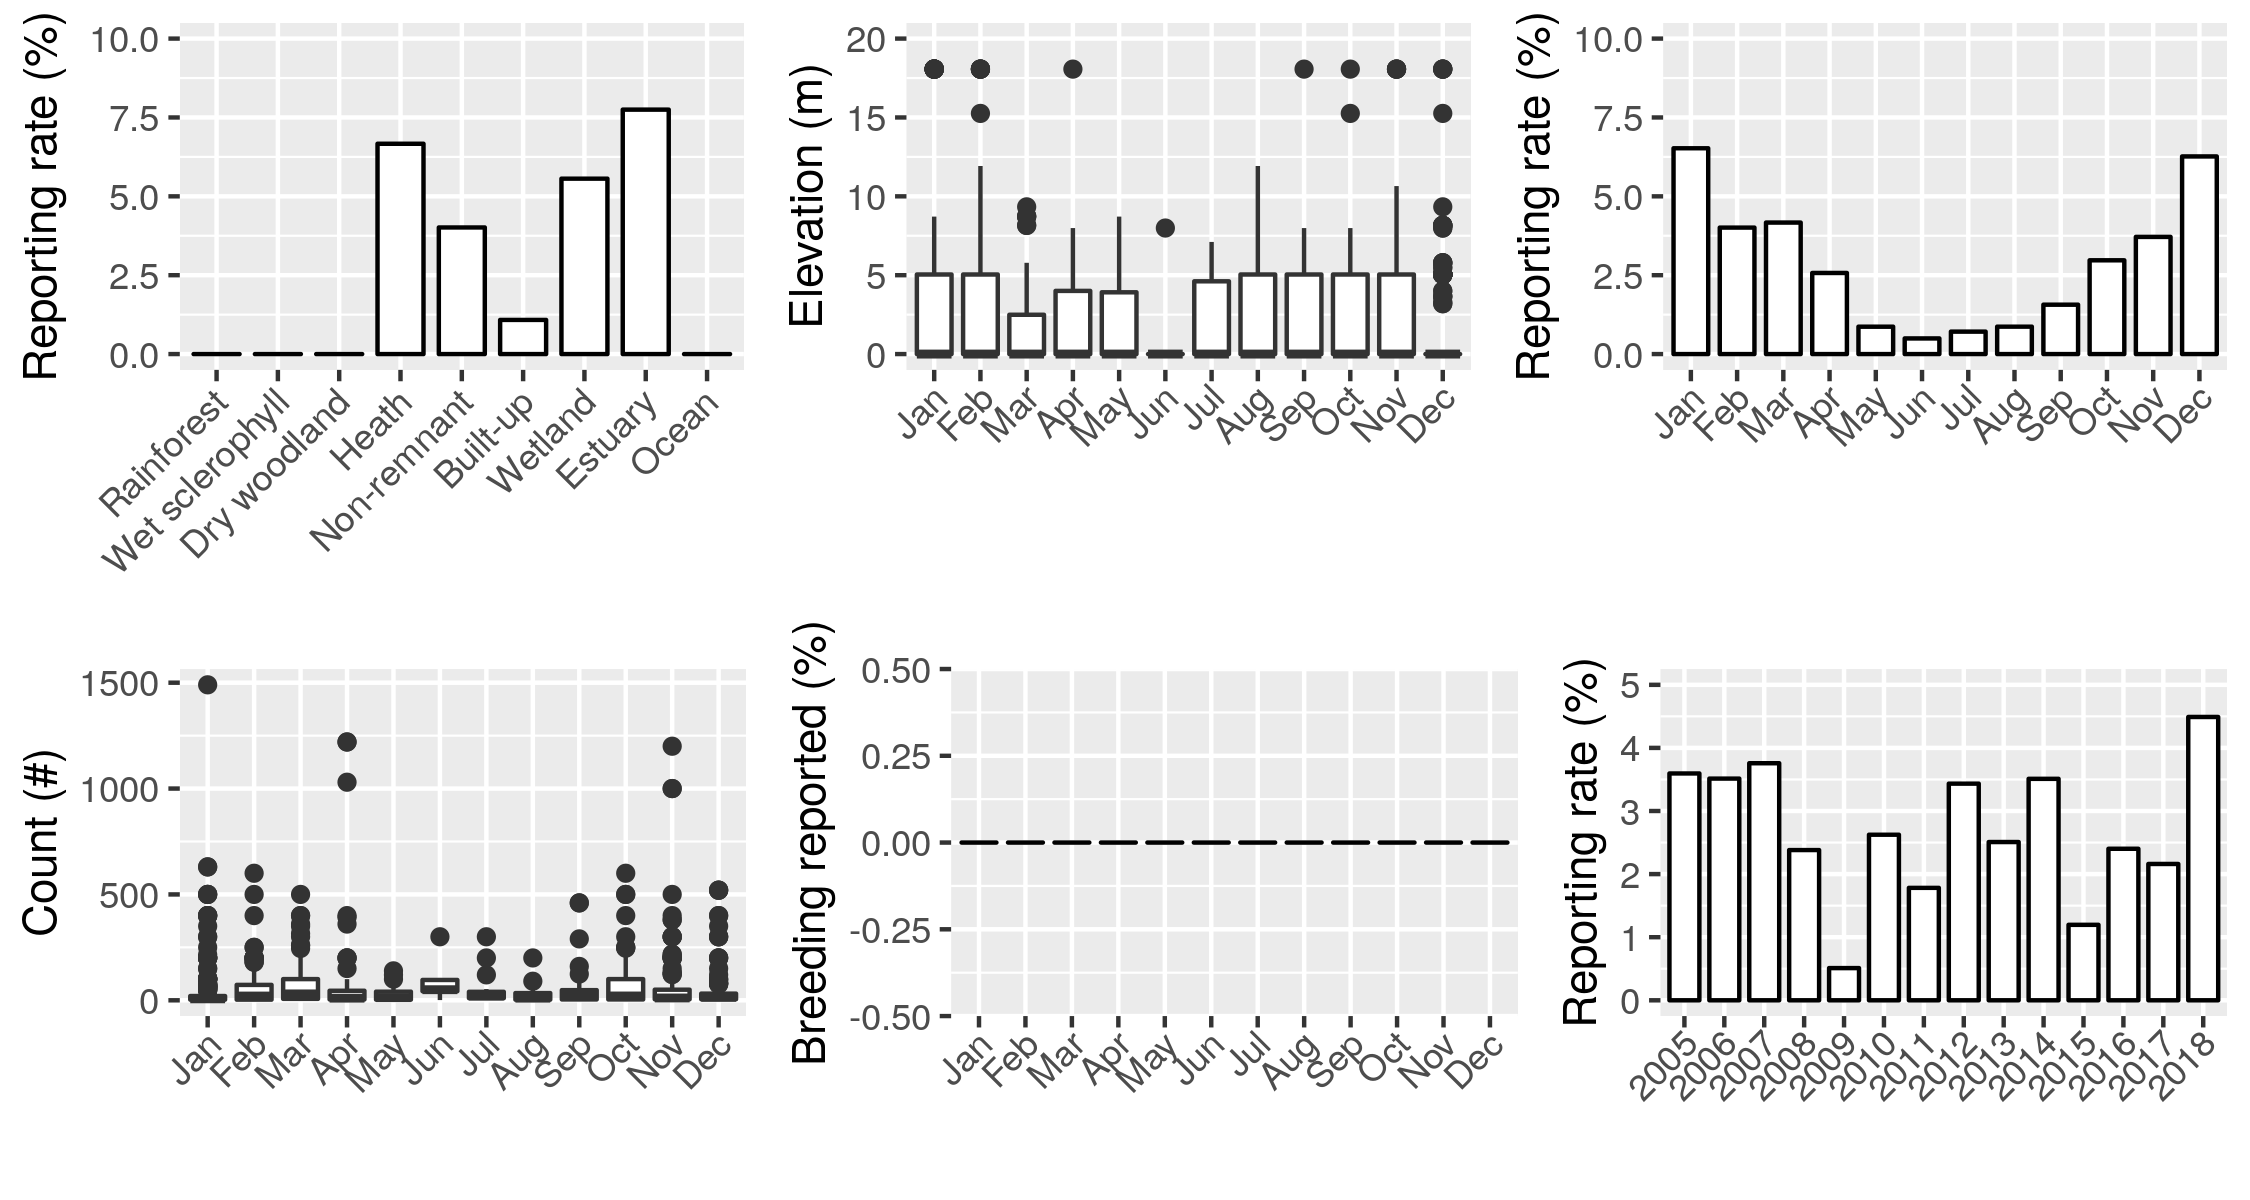 Reporting rate (%)
10.0
7.5
5.0
2.5
0.0
Rainforest
Wet sclerophyll
Dry woodland
Heath
Non-remnant
Built-up
Wetland
Estuary
Ocean
Elevation (m)
20
15
10
5
0
Jan
Feb
Mar
Apr
May
Jun
Jul
Aug
Sep
Oct
Nov
Dec
Reporting rate (%)
10.0
7.5
5.0
2.5
0.0
Jan
Feb
Mar
Apr
May
Jun
Jul
Aug
Sep
Oct
Nov
Dec
Count (#)
1500
1000
500
0
Jan
Feb
Mar
Apr
May
Jun
Jul
Aug
Sep
Oct
Nov
Dec
Breeding reported (%)
0.50
0.25
0.00
-0.25
-0.50
Jan
Feb
Mar
Apr
May
Jun
Jul
Aug
Sep
Oct
Nov
Dec
Reporting rate (%)
5
4
3
2
1
0
2005
2006
2007
2008
2009
2010
2011
2012
2013
2014
2015
2016
2017
2018